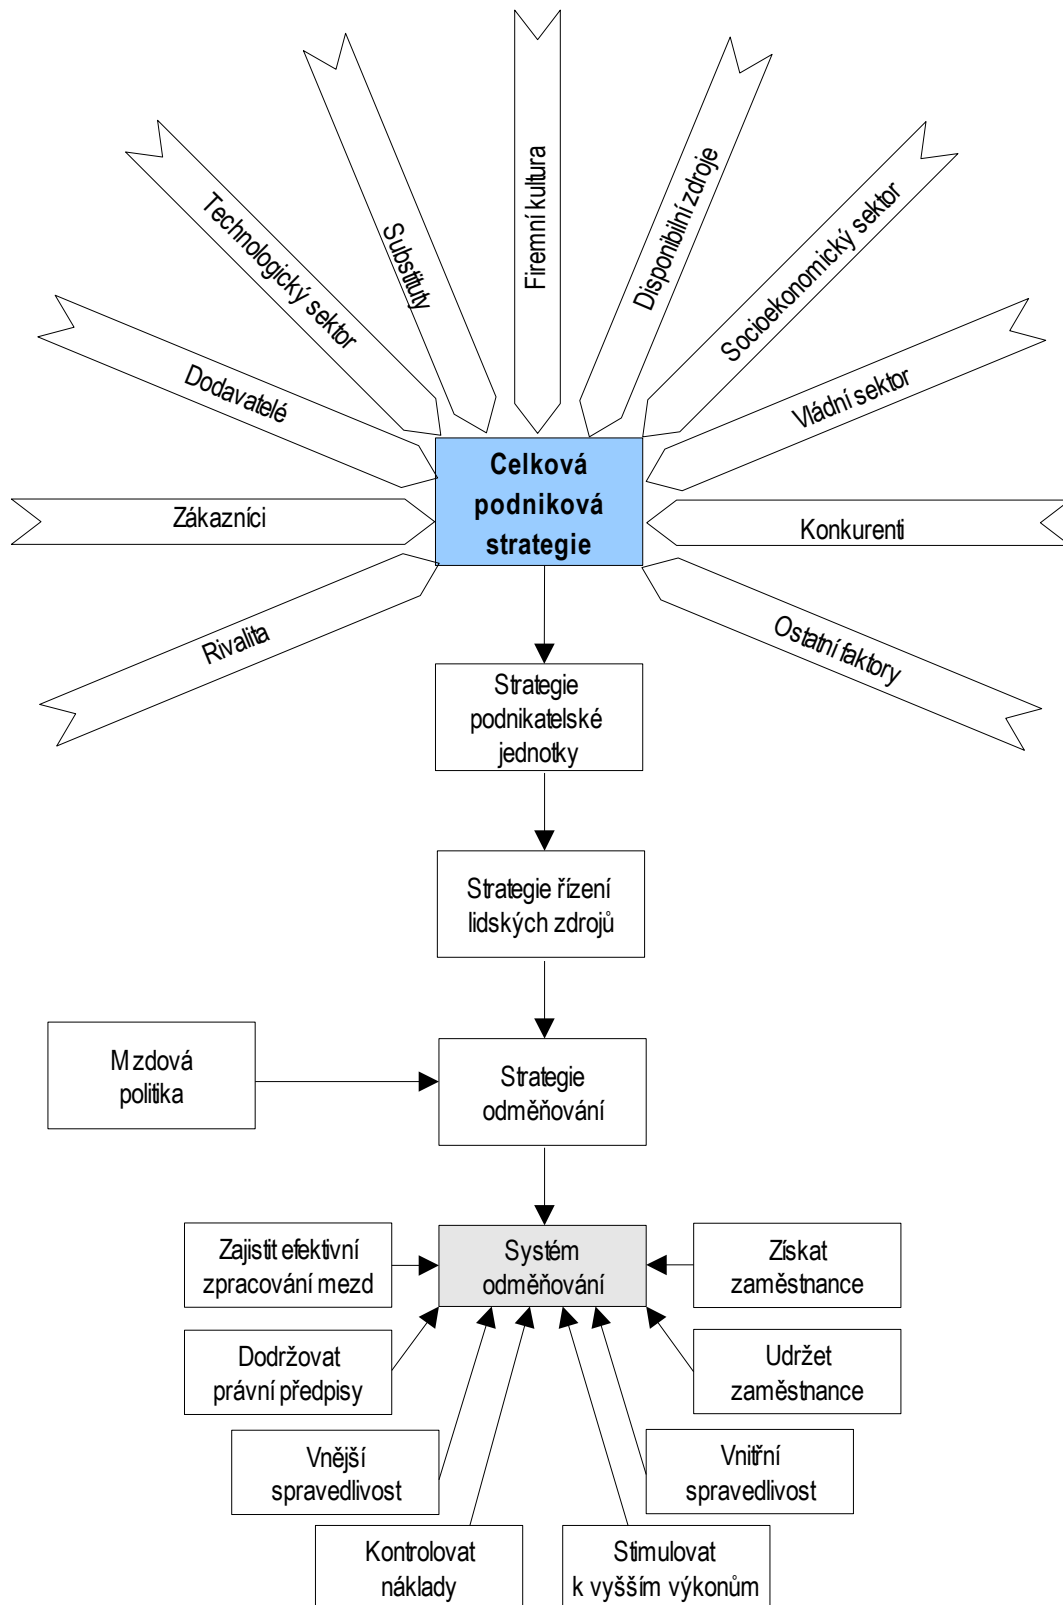 Firemní kultura
Substituty
Disponibilní zdroje
Technologický sektor
Socioekonomický sektor
Dodavatelé
Vládní sektor
Celková
podniková
strategie
Zákazníci
Konkurenti
Rivalita
Ostatní faktory
Strategie
podnikatelské
jednotky
Strategie řízení
lidských zdrojů
Mzdová
politika
Strategie
odměňování
Zajistit efektivní
zpracování mezd
Systém
odměňování
Získat
zaměstnance
Dodržovat
právní předpisy
Udržet
zaměstnance
Vnější
spravedlivost
Vnitřní
spravedlivost
Kontrolovat
náklady
Stimulovat
k vyšším výkonům